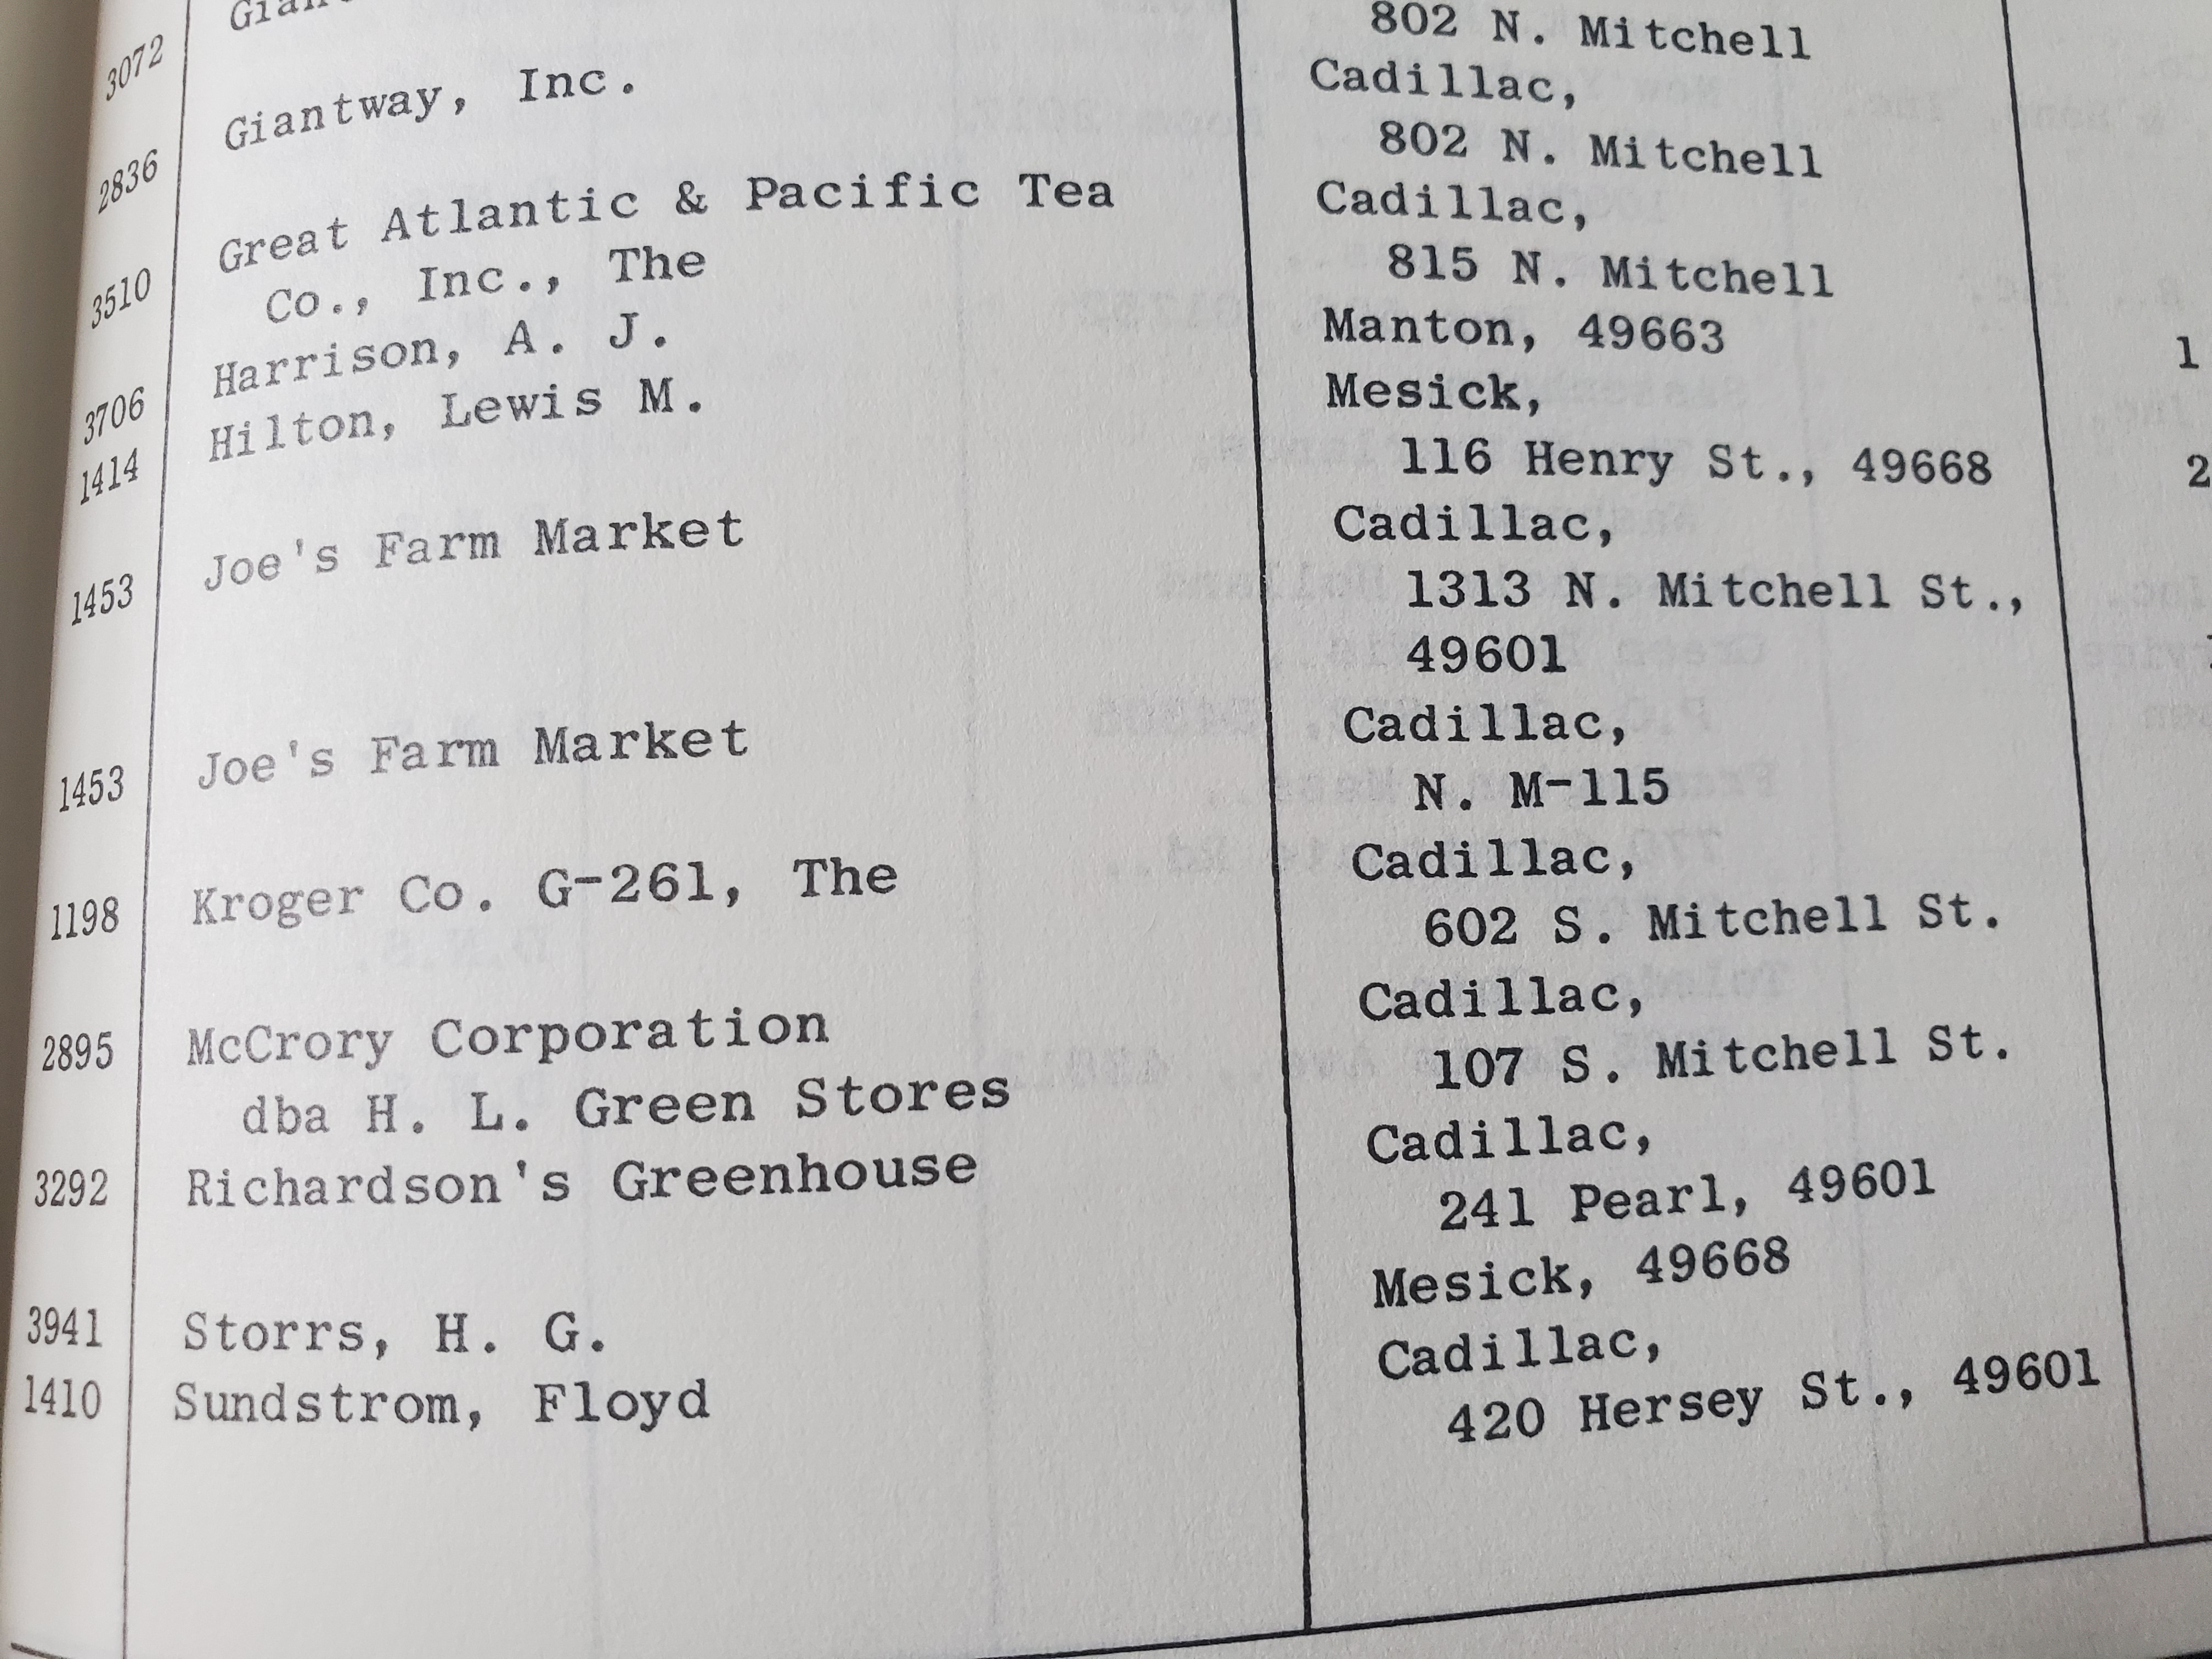 3072
802 N. Mitchell
2836 Giantway, Inc. Cadillac,
802 N. Mitchell
3510 Great Atlantic & Pacific Tea Cadillac,
Co., Inc., The 815 N. Mitchell
3706 Harrison, A. J. Manton, 49663 1
1414 Hilton, Lewis M. Mesick,
116 Henry St., 49668 2
1453 Joe's Farm Market Cadillac,
1313 N. Mitchell St.,
49601
1453 Joe's Farm Market Cadillac,
N. M-115
1198 Kroger Co. G-261, The Cadillac,
602 S. Mitchell St.
2895 McCrory Corporation Cadillac,
dba H. L. Green Stores 107 S. Mitchell St.
3292 Richardson's Greenhouse Cadillac,
241 Pearl, 49601
3941 Storrs, H. G. Mesick, 49668
1410 Sundstrom, Floyd Cadillac,
420 Hersey St., 49601